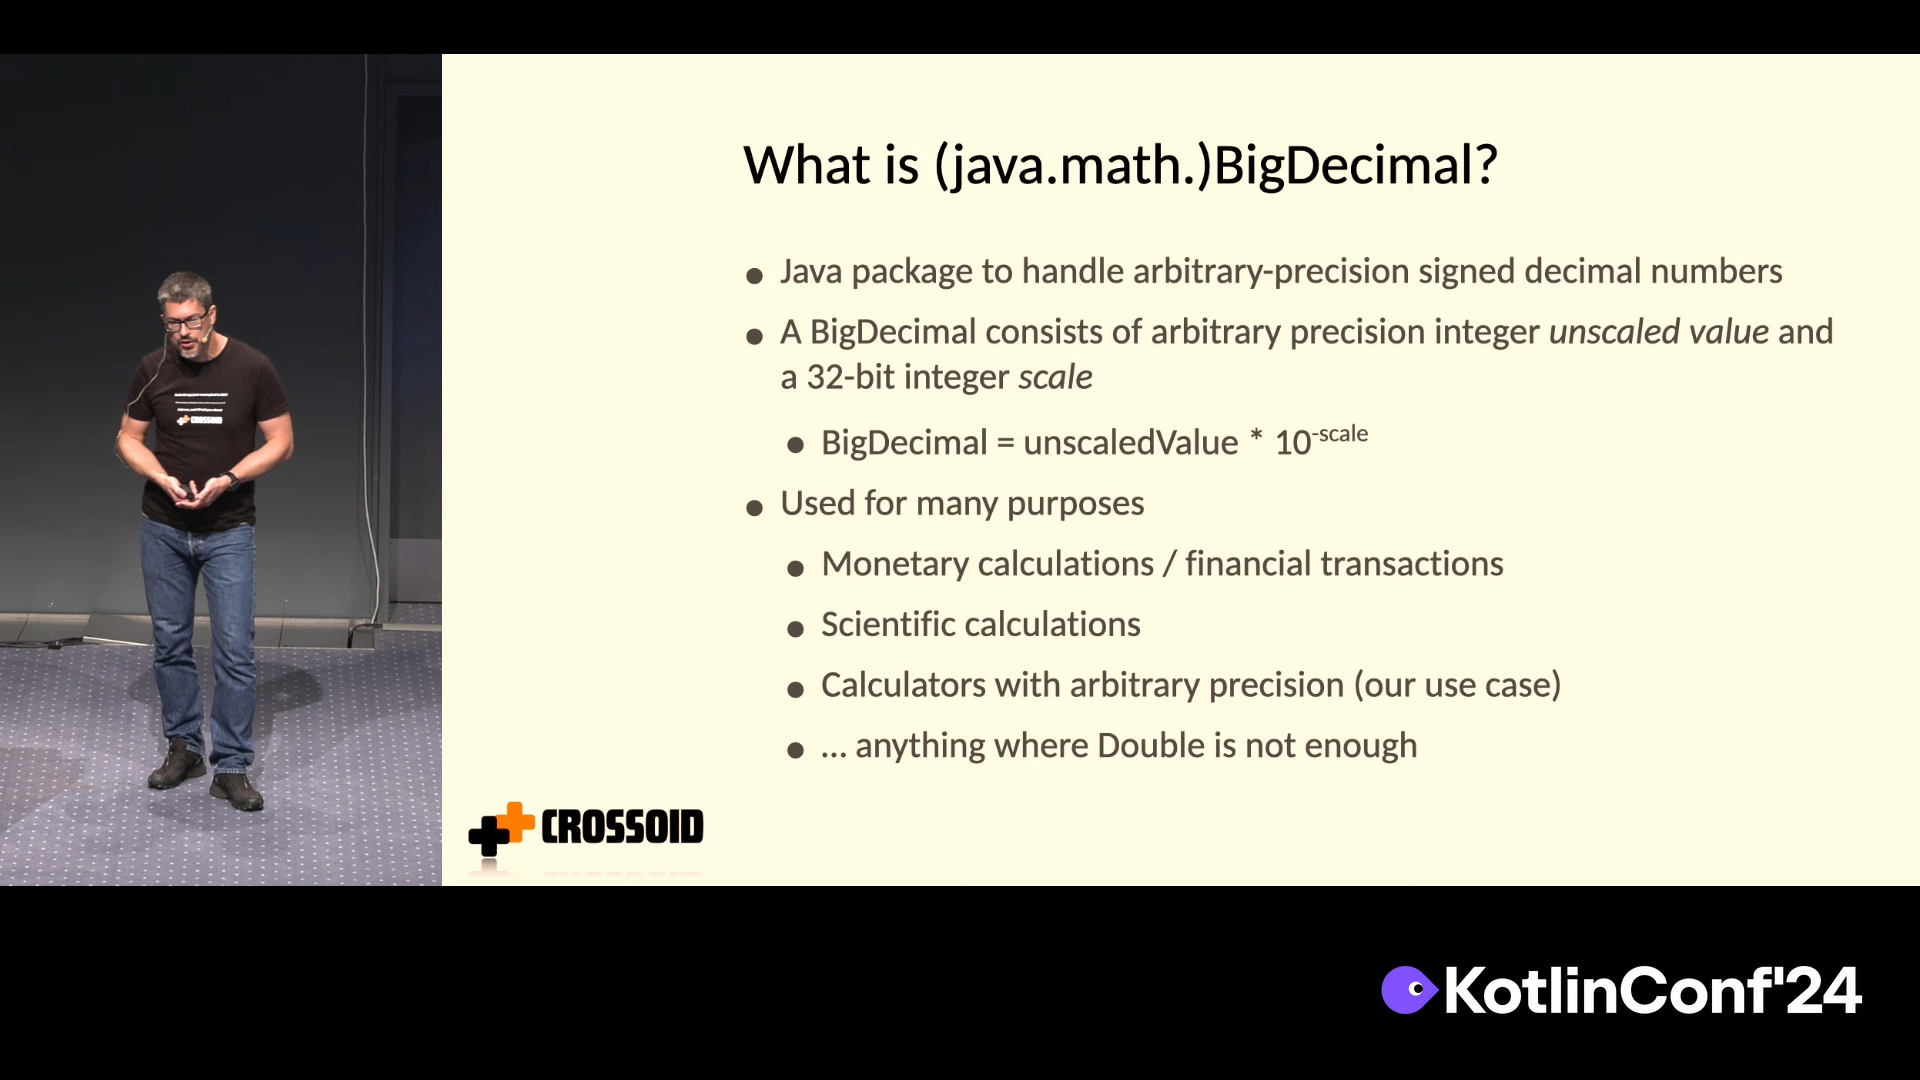 What is (java.math.)BigDecimal?
● Java package to handle arbitrary-precision signed decimal numbers
● A BigDecimal consists of arbitrary precision integer unscaled value and
a 32-bit integer scale
● BigDecimal = unscaledValue * 10^-scale
● Used for many purposes
● Monetary calculations / financial transactions
● Scientific calculations
● Calculators with arbitrary precision (our use case)
● ... anything where Double is not enough
CROSSOID
CROSSOID
KotlinConf'24